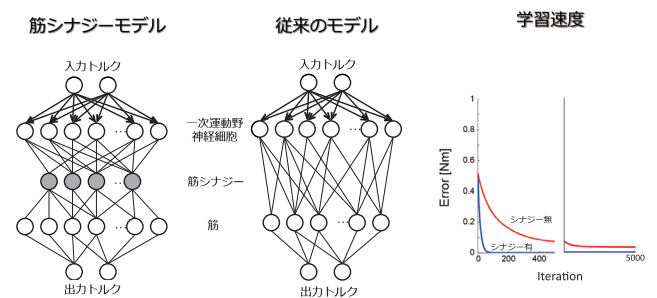 筋シナジーモデル
入力トルク
出力トルク
従来のモデル
入力トルク
一次運動野
神経細胞
筋シナジー
筋
出力トルク
学習速度
Error [Nm]
1
0.8
0.6
0.4
0.2
0
シナジー無
シナジー有
0 200 400 5000
Iteration